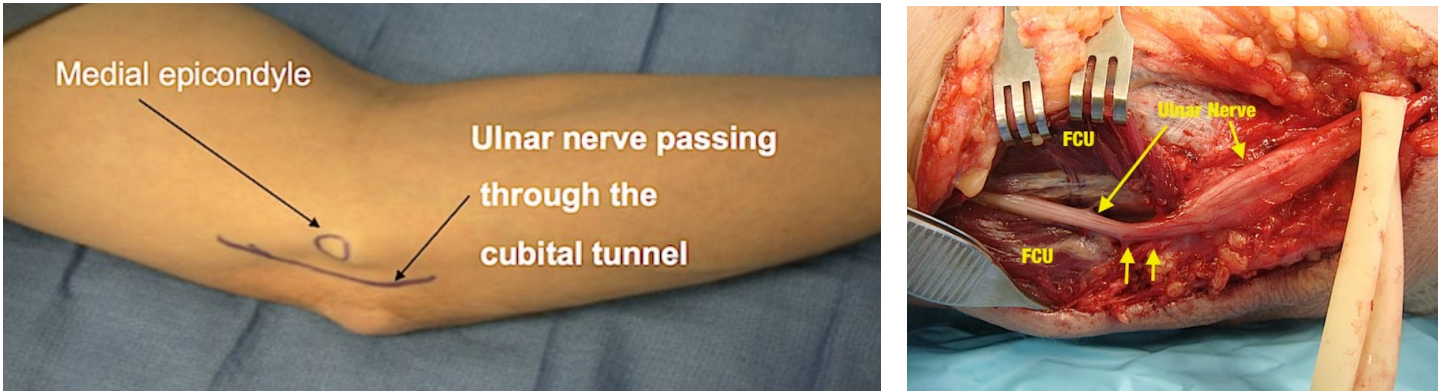 Medial epicondyle
Ulnar nerve passing
through the
cubital tunnel
Ulnar Nerve
FCU
FCU